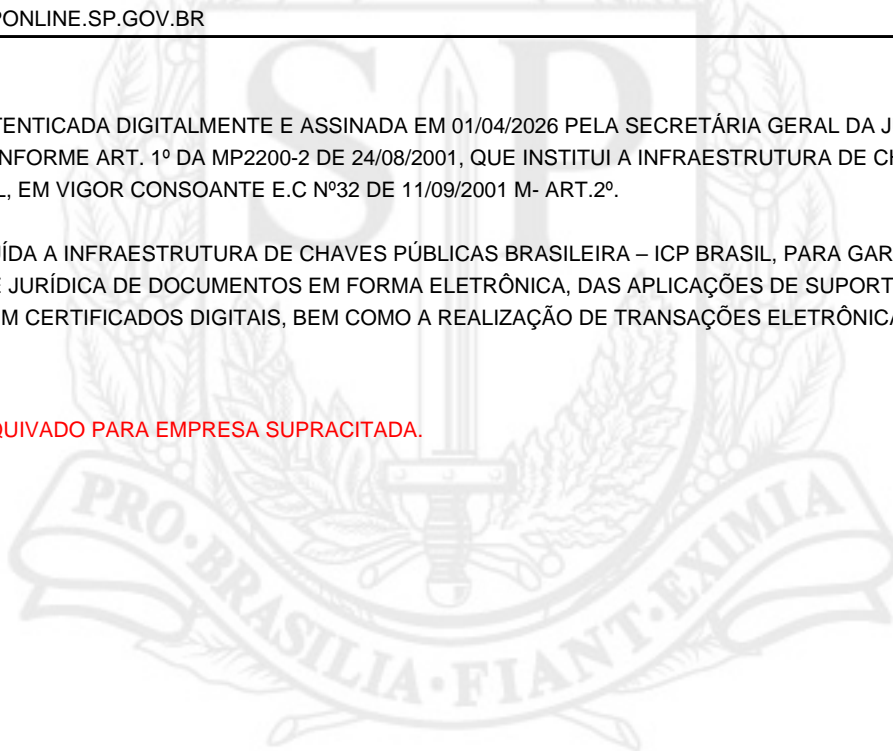 PONLINE.SP.GOV.BR
TENTICADA DIGITALMENTE E ASSINADA EM 01/04/2026 PELA SECRETÁRIA GERAL DA J
NFORME ART. 1º DA MP2200-2 DE 24/08/2001, QUE INSTITUI A INFRAESTRUTURA DE CH
L, EM VIGOR CONSOANTE E.C Nº32 DE 11/09/2001 M- ART.2º.
UÍDA A INFRAESTRUTURA DE CHAVES PÚBLICAS BRASILEIRA – ICP BRASIL, PARA GAR
E JURÍDICA DE DOCUMENTOS EM FORMA ELETRÔNICA, DAS APLICAÇÕES DE SUPORT
EM CERTIFICADOS DIGITAIS, BEM COMO A REALIZAÇÃO DE TRANSAÇÕES ELETRÔNICA
QUIVADO PARA EMPRESA SUPRACITADA.
SP
PRO·BRASILIA·FIANT·EXIMIA